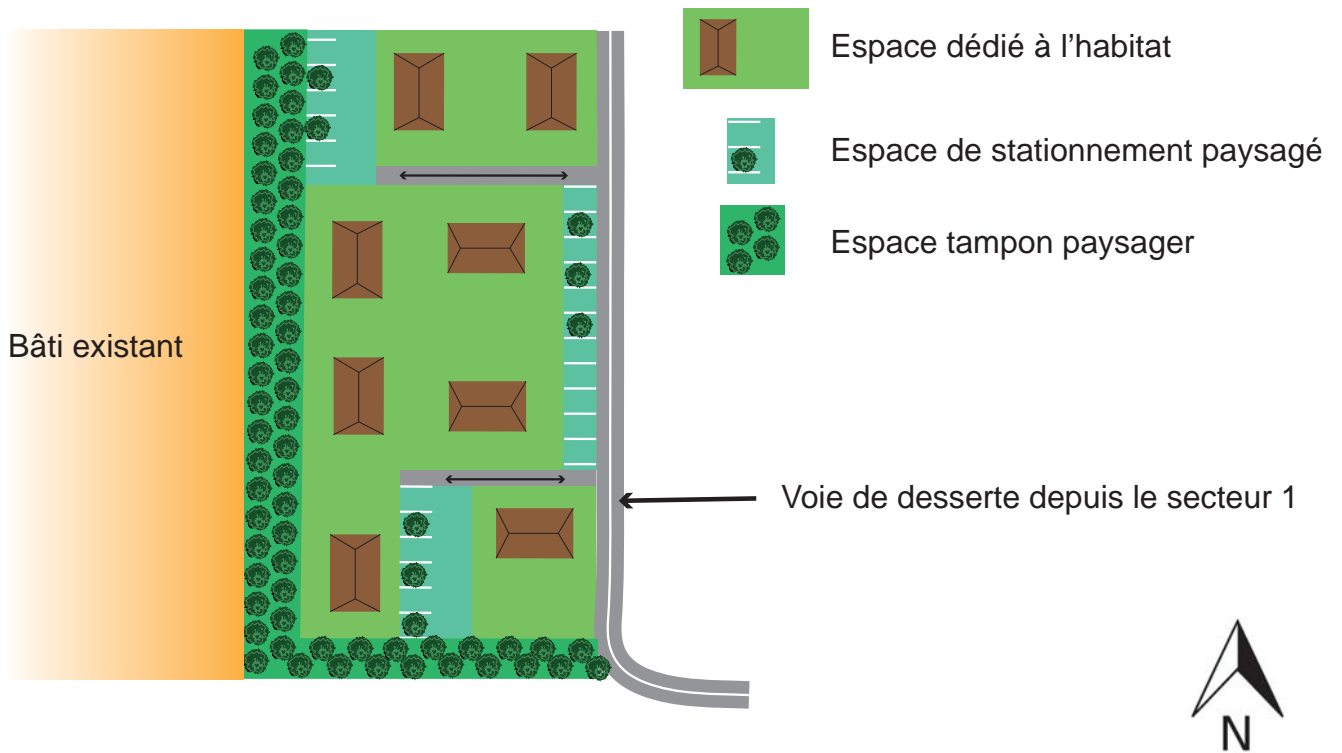 Espace dédié à l'habitat
Espace de stationnement paysagé
Espace tampon paysager
Bâti existant
Voie de desserte depuis le secteur 1
N